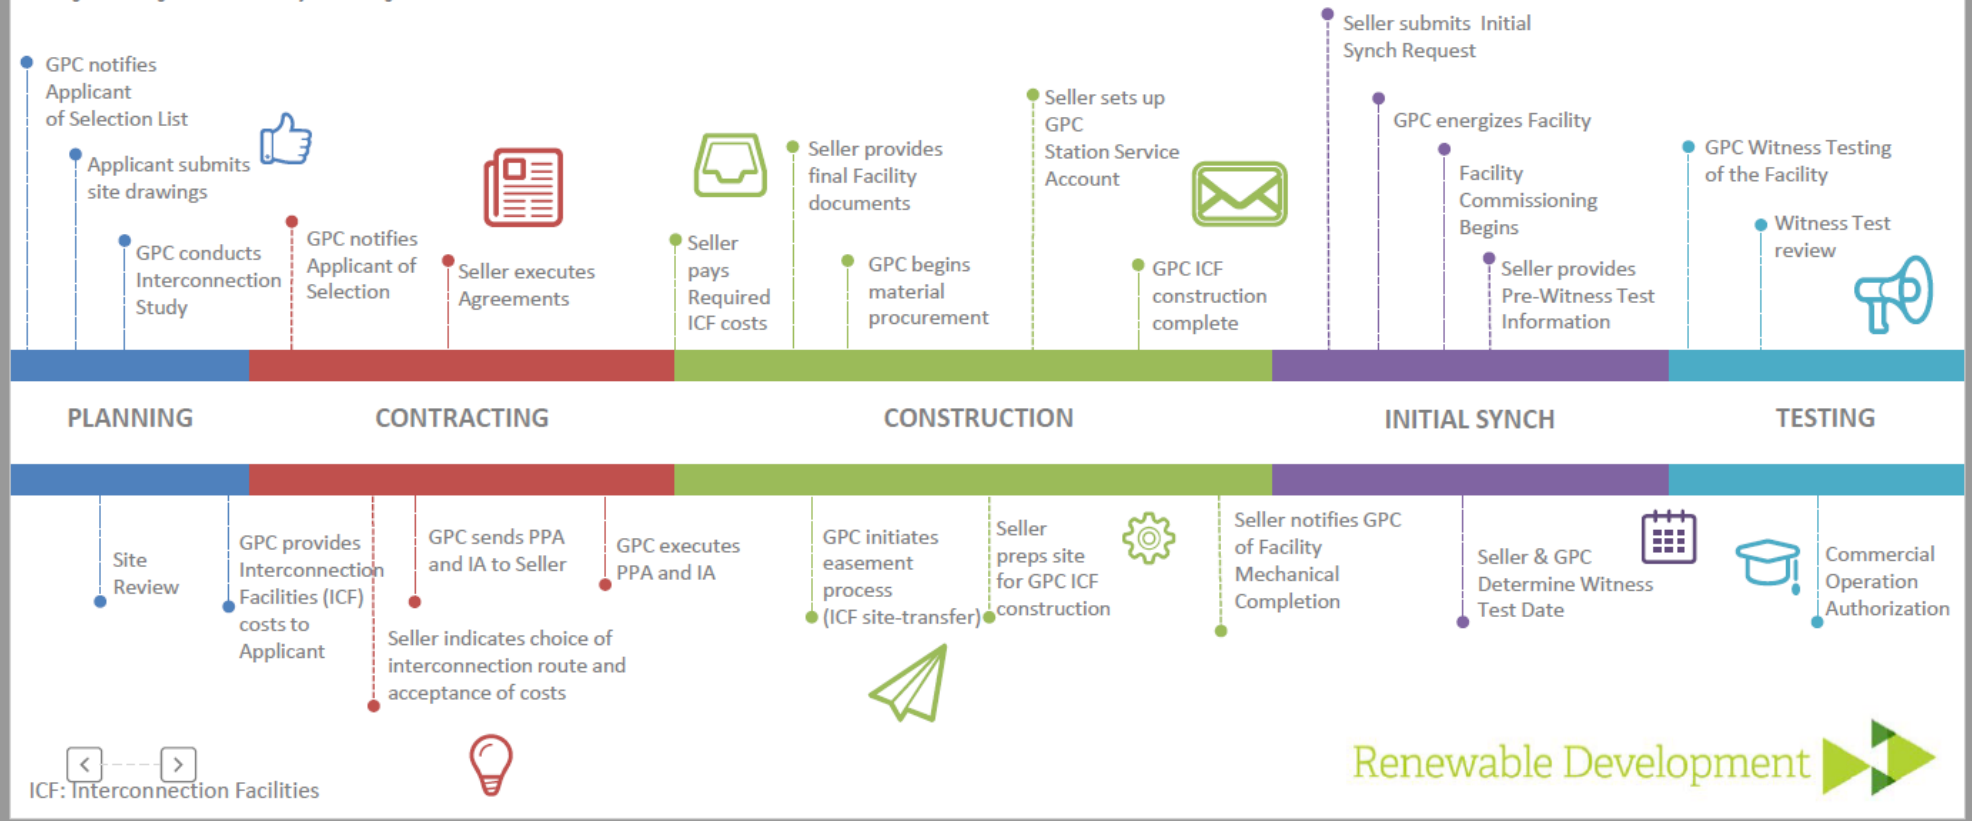 Seller submits Initial
Synch Request
GPC notifies
Applicant
of Selection List
Applicant submits
site drawings
GPC conducts
Interconnection
Study
GPC notifies
Applicant of
Selection
Seller executes
Agreements
Seller
pays
Required
ICF costs
Seller provides
final Facility
documents
GPC begins
material
procurement
Seller sets up
GPC
Station Service
Account
GPC ICF
construction
complete
GPC energizes Facility
Facility
Commissioning
Begins
Seller provides
Pre-Witness Test
Information
GPC Witness Testing
of the Facility
Witness Test
review
PLANNING
CONTRACTING
CONSTRUCTION
INITIAL SYNCH
TESTING
Site
Review
GPC provides
Interconnection
Facilities (ICF)
costs to
Applicant
Seller indicates choice of
interconnection route and
acceptance of costs
GPC sends PPA
and IA to Seller
GPC executes
PPA and IA
GPC initiates
easement
process
(ICF site-transfer)
Seller
preps site
for GPC ICF
construction
Seller notifies GPC
of Facility
Mechanical
Completion
Seller & GPC
Determine Witness
Test Date
Commercial
Operation
Authorization
ICF: Interconnection Facilities
Renewable Development